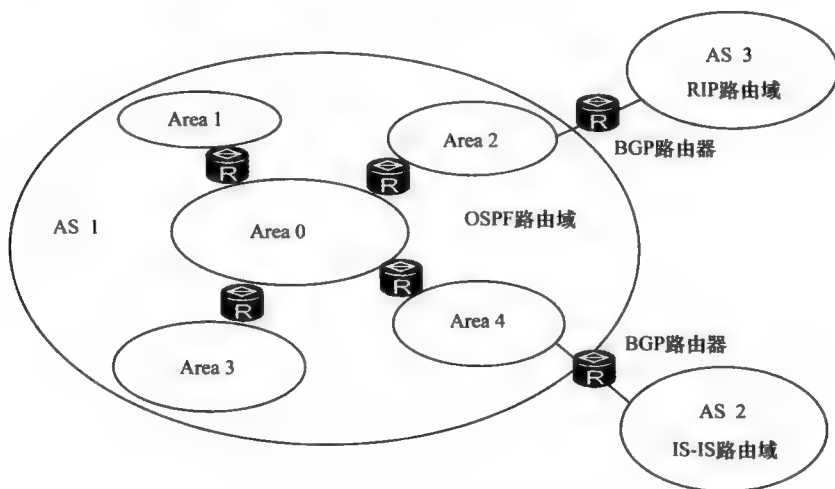 AS 3
RIP路由域
Area 1
R
Area 2
R
BGP路由器
R
AS 1
Area 0
OSPF路由域
R
R
Area 4
BGP路由器
Area 3
R
AS 2
IS-IS路由域